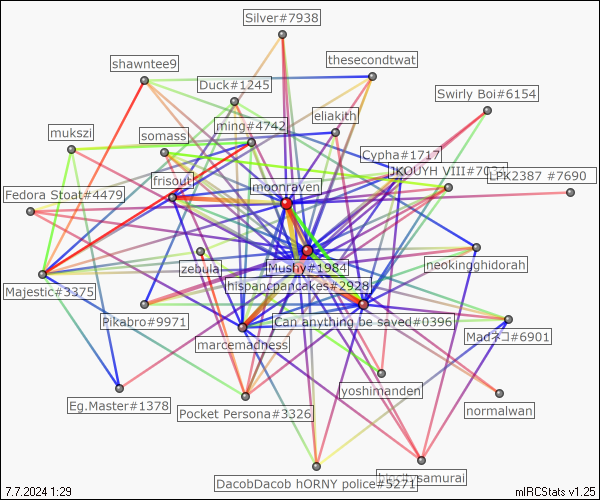 Silver#7938
shawntee9
thesecondtwat
Duck#1245
Swirly Boi#6154
eliakith
ming#4742
mukszi
somass
Cypha#1717
JKOUYH VIII#7034
LPK2387 #7690
frisout
moonraven
Fedora Stoat#4479
zebula
Mushy#1984
neokingghidorah
hispancpancakes#2928
Majestic#3375
Pikabro#9971
Can anything be saved#0396
Madネコ#6901
marcemadness
yoshimanden
Eg.Master#1378
Pocket Persona#3326
normalwan
DacobDacob hORNY police#5271
samurai
7.7.2024 1:29
mIRCStats v1.25